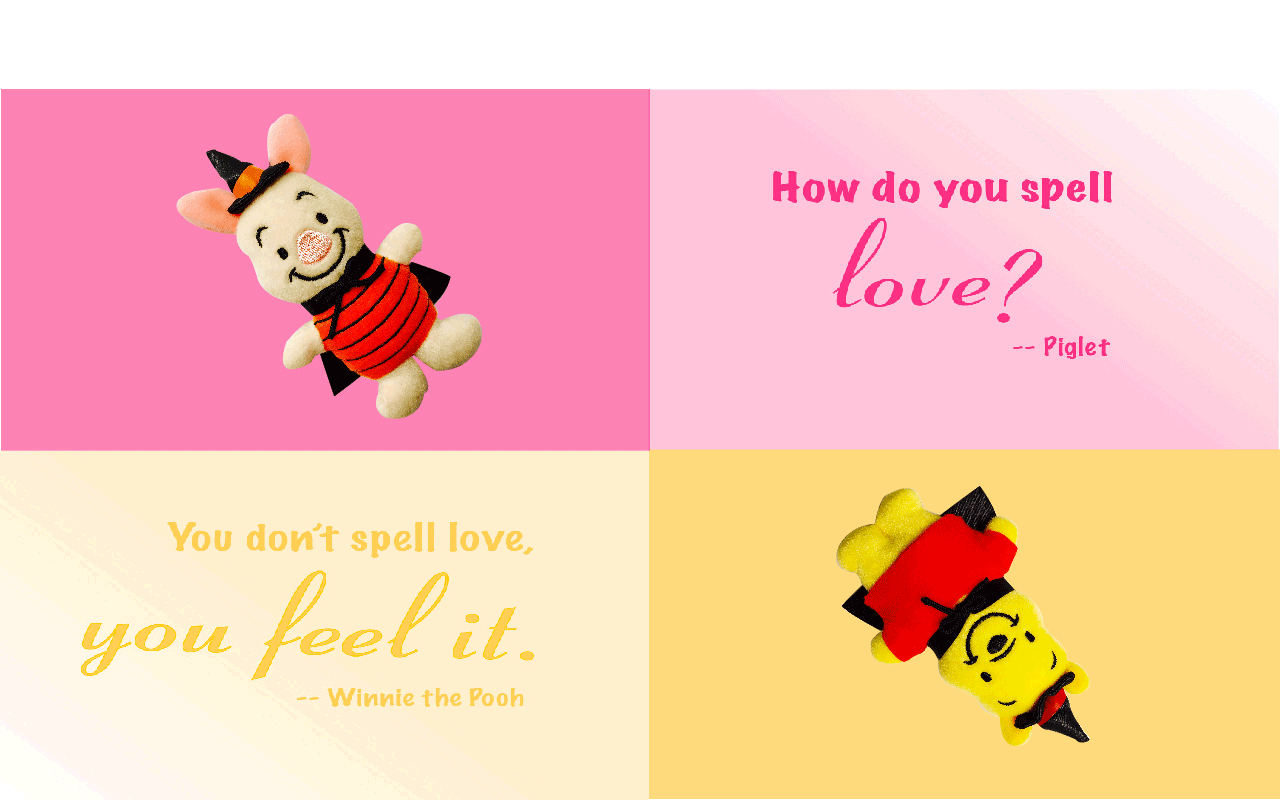 How do you spell
love?
-- Piglet
You don't spell love,
you feel it.
-- Winnie the Pooh